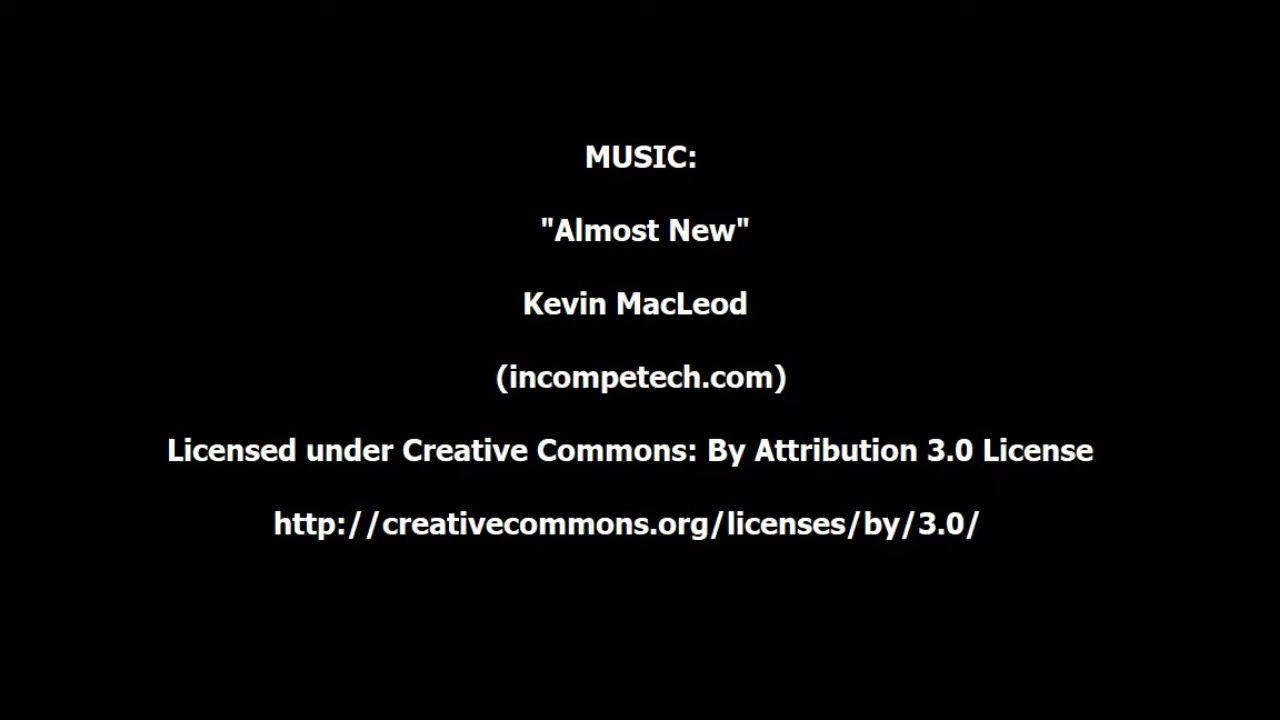 MUSIC:
"Almost New"
Kevin MacLeod
(incompetech.com)
Licensed under Creative Commons: By Attribution 3.0 License
http://creativecommons.org/licenses/by/3.0/